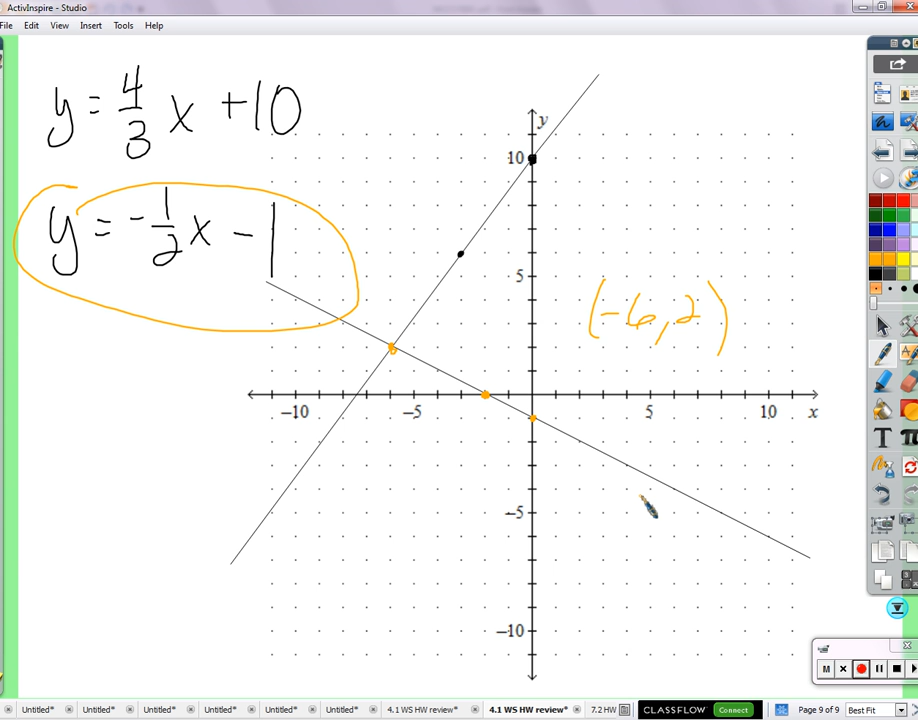 ActivInspire - Studio
File Edit View Insert Tools Help
y = 4/3 x + 10
y = -1/2 x - 1
(-6, 2)
y
10
5
-10 -5 5 10 x
-5
-10
M
Untitled* Untitled* Untitled* Untitled* Untitled* Untitled* 4.1 WS HW review* 4.1 WS HW review* 7.2 HW CLASSFLOW Connect Page 9 of 9 Best Fit